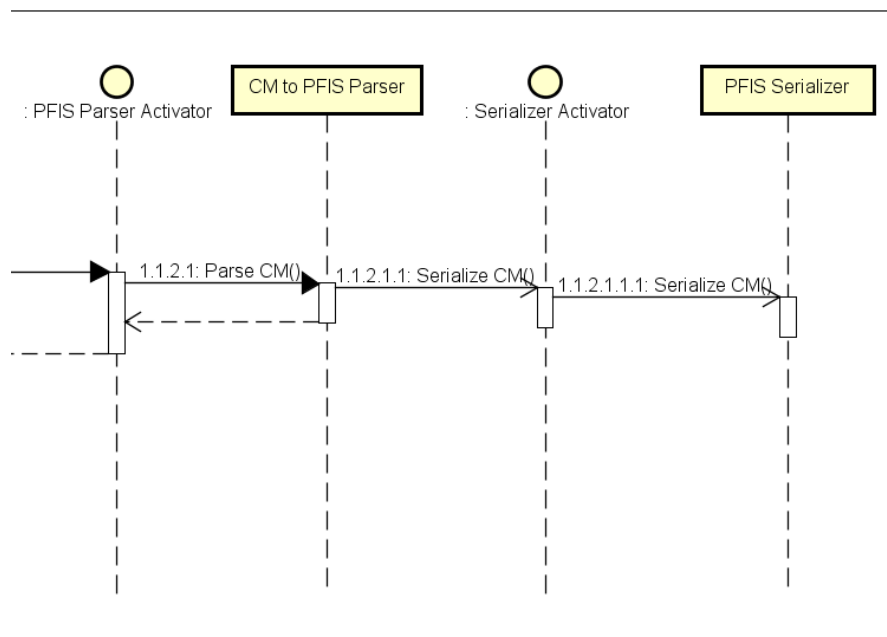 CM to PFIS Parser
PFIS Serializer
: PFIS Parser Activator
: Serializer Activator
1.1.2.1: Parse CM()
1.1.2.1.1: Serialize CM()
1.1.2.1.1.1: Serialize CM()